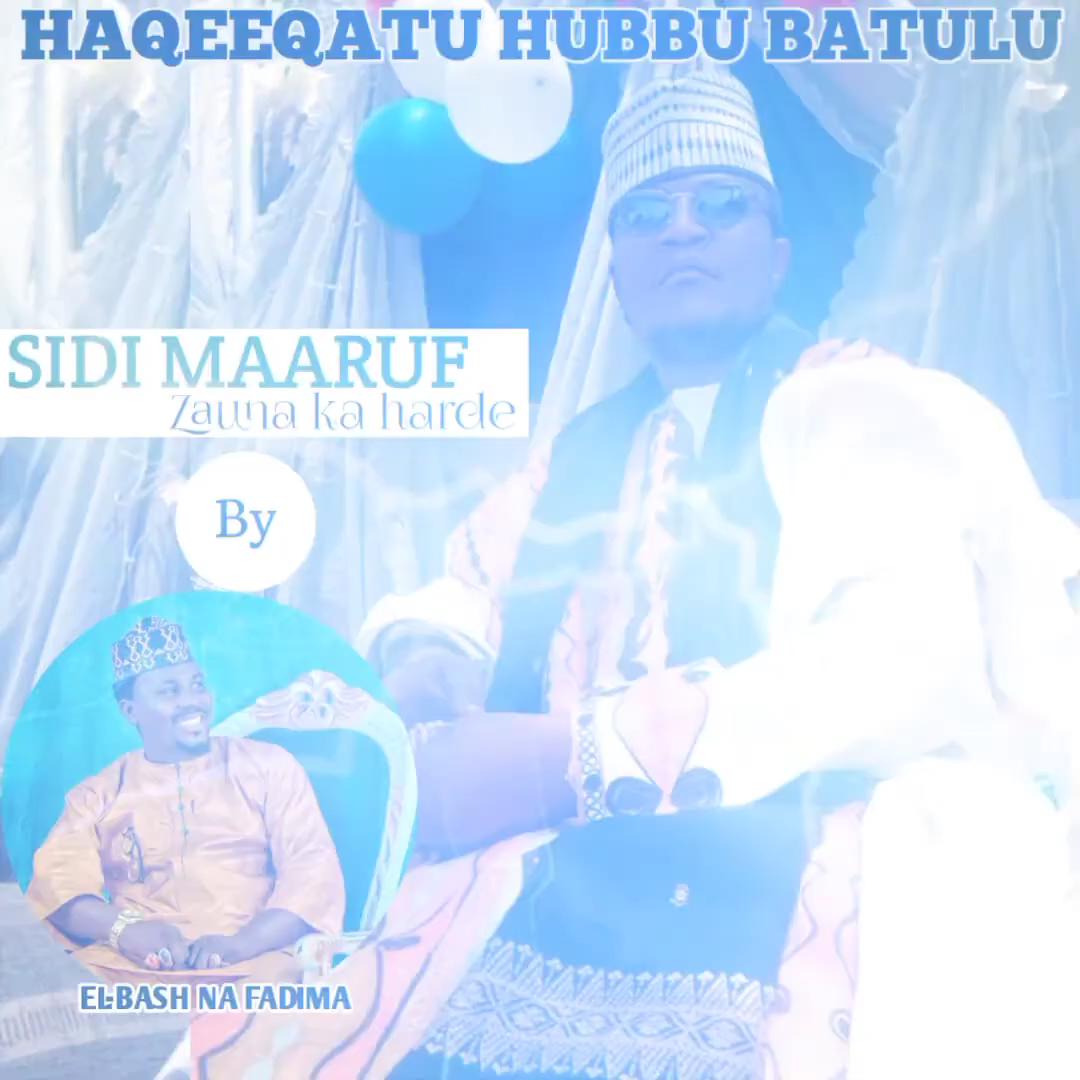 HAQEEQATU HUBBU BATULU
SIDI MAARUF
Zauna ka harde
By
EL-BASH NA FADIMA